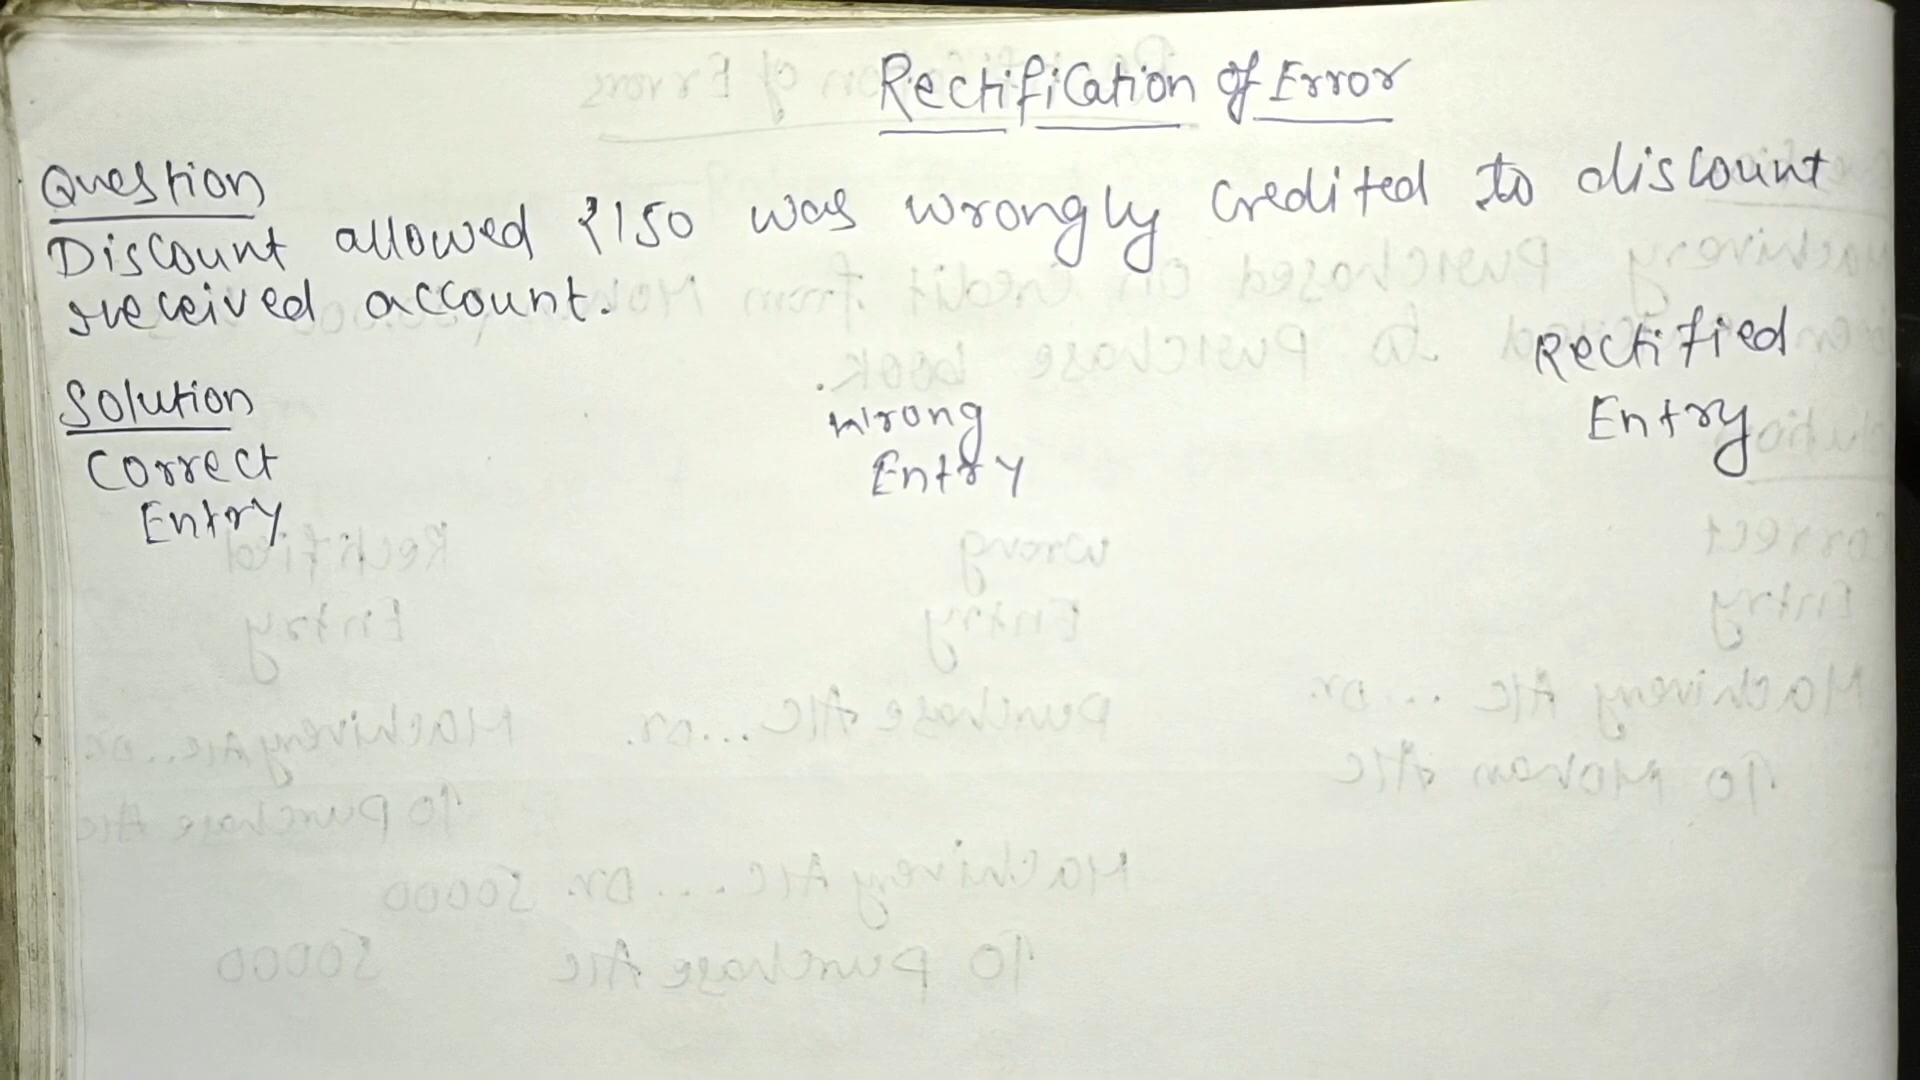 Rectification of Error
Question
Discount allowed ₹150 was wrongly credited to discount
received account.
Solution
Correct
Entry
Wrong
Entry
Rectified
Entry